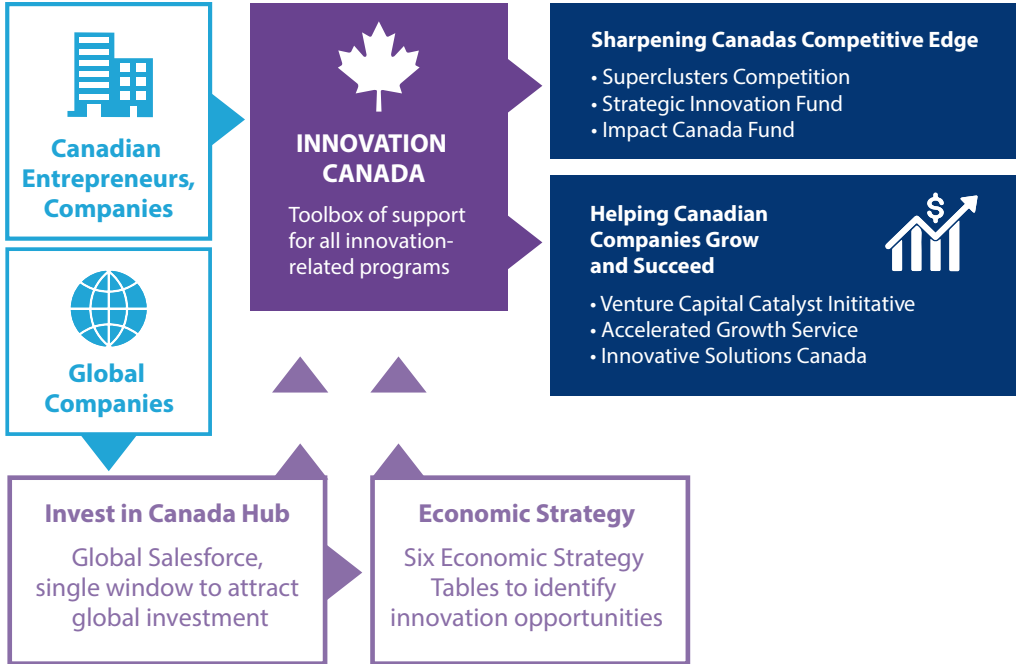 Canadian
Entrepreneurs,
Companies
Global
Companies
INNOVATION
CANADA
Toolbox of support
for all innovation-
related programs
Sharpening Canadas Competitive Edge
• Superclusters Competition
• Strategic Innovation Fund
• Impact Canada Fund
Helping Canadian
Companies Grow
and Succeed
$
• Venture Capital Catalyst Inititative
• Accelerated Growth Service
• Innovative Solutions Canada
Invest in Canada Hub
Global Salesforce,
single window to attract
global investment
Economic Strategy
Six Economic Strategy
Tables to identify
innovation opportunities